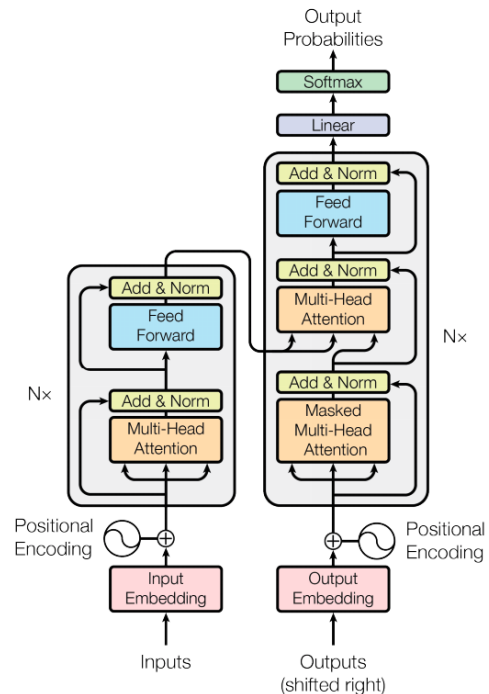 Output
Probabilities
Softmax
Linear
Add & Norm
Feed
Forward
Add & Norm
Multi-Head
Attention
Add & Norm
Masked
Multi-Head
Attention
N×
Add & Norm
Feed
Forward
Add & Norm
Multi-Head
Attention
N×
Positional
Encoding
Positional
Encoding
Input
Embedding
Output
Embedding
Inputs
Outputs
(shifted right)